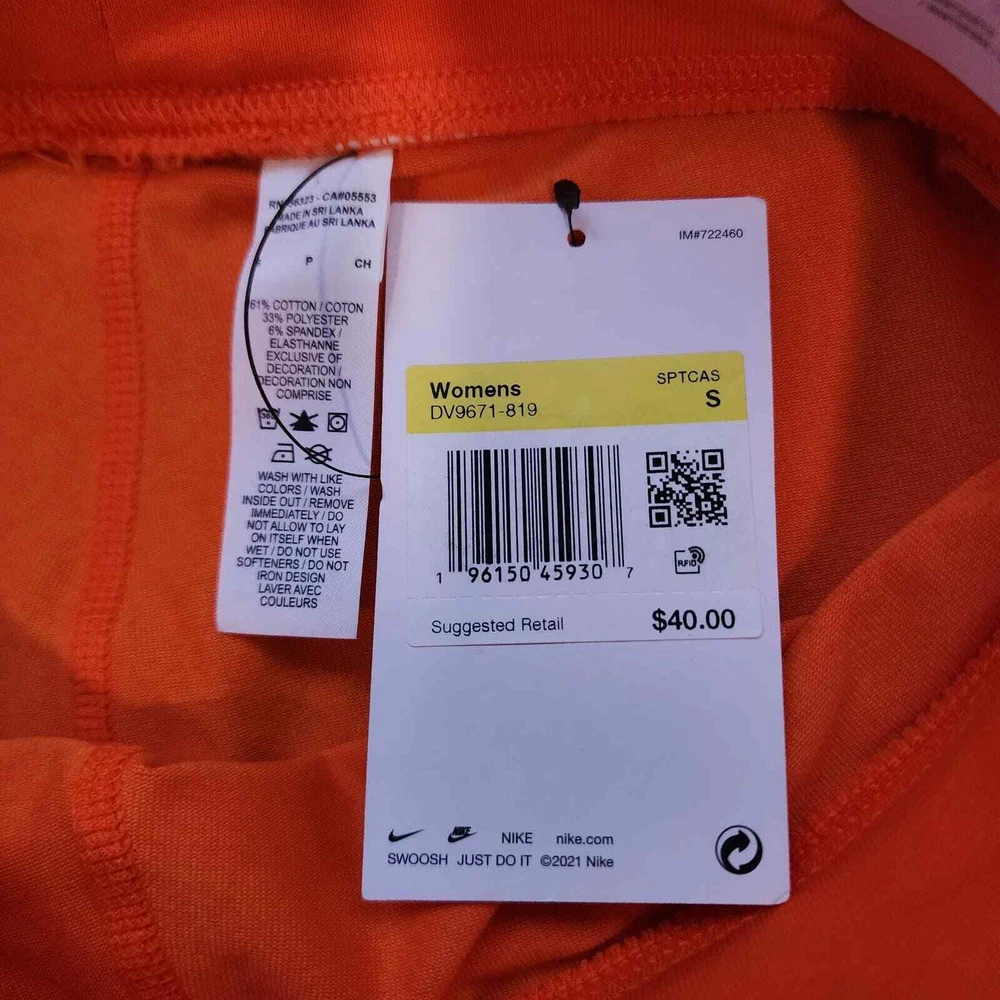 RN 56323 - CA#05553
MADE IN SRI LANKA
FABRIQUE AU SRI LANKA
P CH
61% COTTON / COTON
33% POLYESTER
6% SPANDEX /
ELASTHANNE
EXCLUSIVE OF
DECORATION /
DECORATION NON
COMPRISE
WASH WITH LIKE
COLORS / WASH
INSIDE OUT / REMOVE
IMMEDIATELY / DO
NOT ALLOW TO LAY
ON ITSELF WHEN
WET / DO NOT USE
SOFTENERS / DO NOT
IRON DESIGN
LAVER AVEC
COULEURS
IM#722460
Womens SPTCAS
DV9671-819 S
1 96150 45930 7
RFID
Suggested Retail $40.00
NIKE NIKE nike.com
SWOOSH JUST DO IT ©2021 Nike